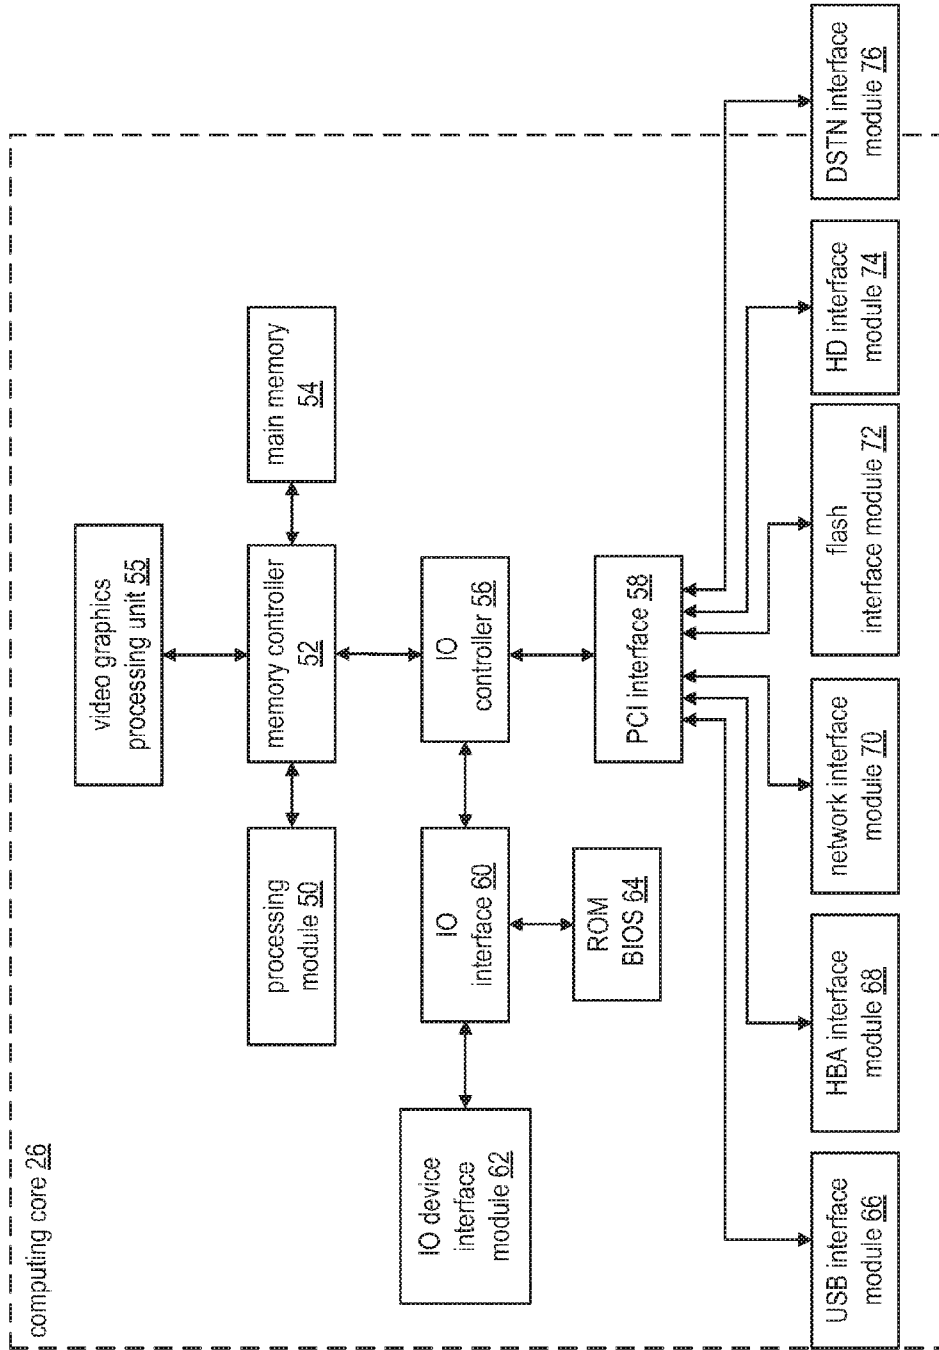 computing core 26
video graphics
processing unit 55
processing
module 50
memory controller
52
main memory
54
IO device
interface
module 62
IO
interface 60
IO
controller 56
ROM
BIOS 64
PCI interface 58
USB interface
module 66
HBA interface
module 68
network interface
module 70
flash
interface module 72
HD interface
module 74
DSTN interface
module 76